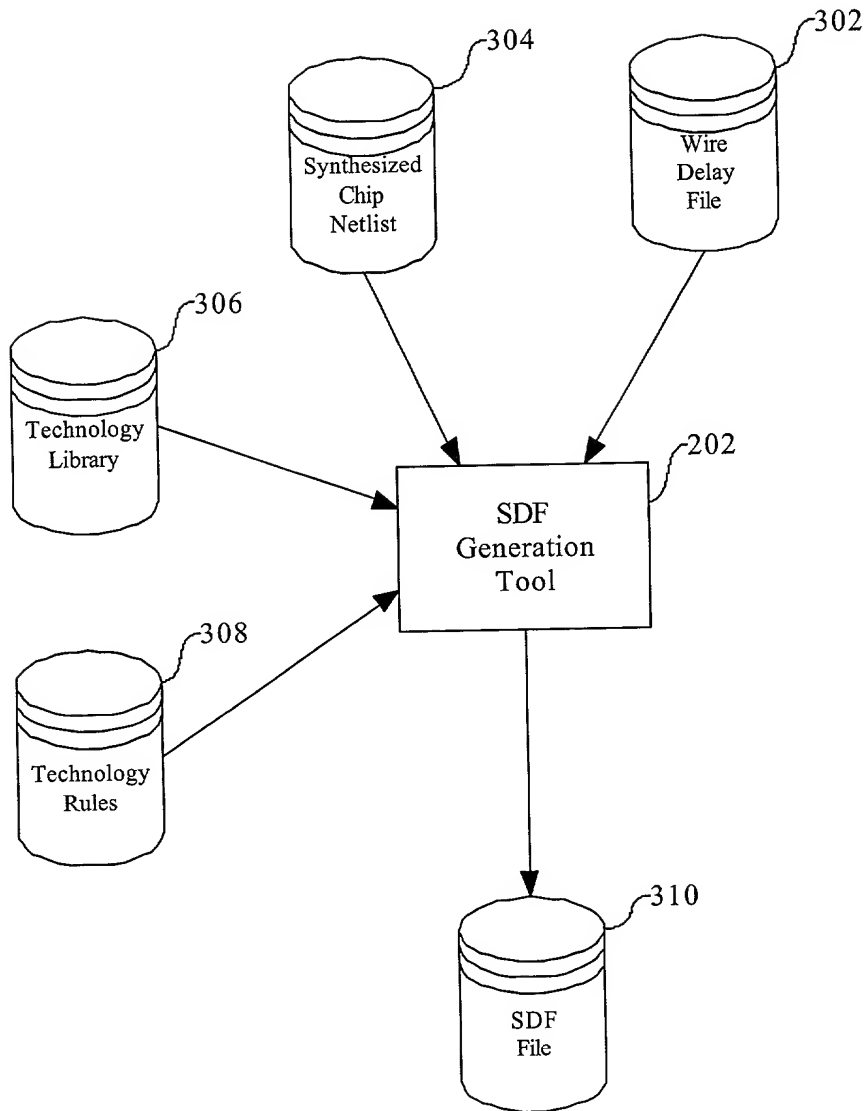 304
302
Synthesized
Chip
Netlist
Wire
Delay
File
306
Technology
Library
202
SDF
Generation
Tool
308
Technology
Rules
310
SDF
File